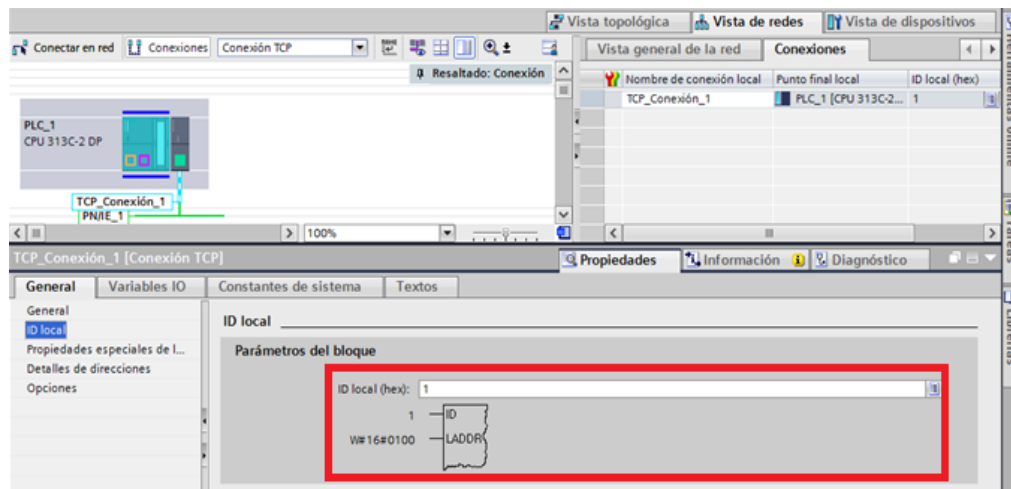 Vista topológica
Vista de redes
Vista de dispositivos
Conectar en red
Conexiones
Conexión TCP
Vista general de la red
Conexiones
Resaltado: Conexión
Nombre de conexión local
Punto final local
ID local (hex)
TCP_Conexión_1
PLC_1 [CPU 313C-2...
1
PLC_1
CPU 313C-2 DP
TCP_Conexión_1
PN/IE_1
100%
TCP_Conexión_1 [Conexión TCP]
Propiedades
Información
Diagnóstico
General
Variables IO
Constantes de sistema
Textos
General
ID local
Propiedades especiales de l...
Detalles de direcciones
Opciones
ID local
Parámetros del bloque
ID local (hex): 1
1
ID
W#16#0100
LADDR